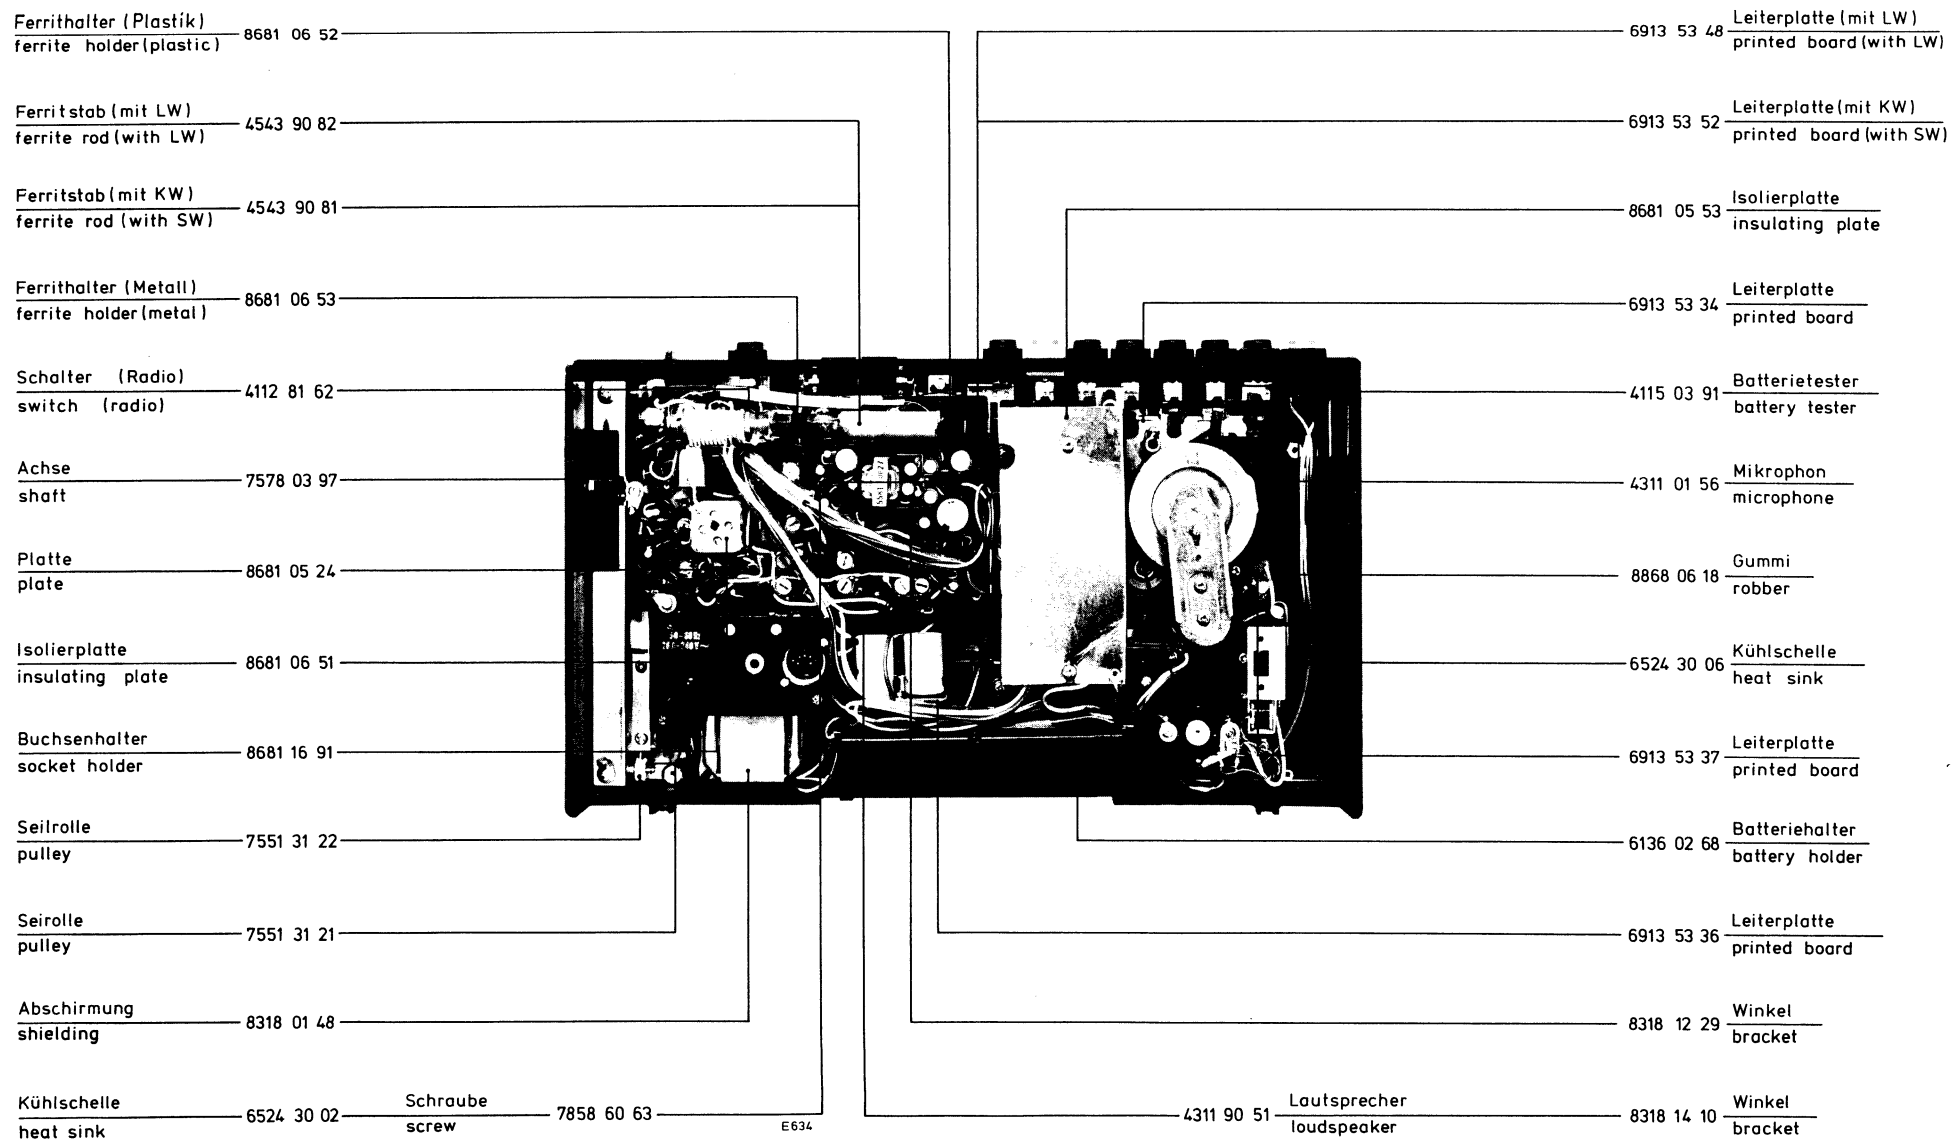 Ferrithalter (Plastik)
ferrite holder (plastic)
8681 06 52
Ferritstab (mit LW)
ferrite rod (with LW)
4543 90 82
Ferritstab (mit KW)
ferrite rod (with SW)
4543 90 81
Ferrithalter (Metall)
ferrite holder (metal)
8681 06 53
Schalter (Radio)
switch (radio)
4112 81 62
Achse
shaft
7578 03 97
Platte
plate
8681 05 24
Isolierplatte
insulating plate
8681 06 51
Buchsenhalter
socket holder
8681 16 91
Seilrolle
pulley
7551 31 22
Seirolle
pulley
7551 31 21
Abschirmung
shielding
8318 01 48
Kühlschelle
heat sink
6524 30 02
Schraube
screw
7858 60 63
E634
6913 53 48
Leiterplatte (mit LW)
printed board (with LW)
6913 53 52
Leiterplatte (mit KW)
printed board (with SW)
8681 05 53
Isolierplatte
insulating plate
6913 53 34
Leiterplatte
printed board
4115 03 91
Batterietester
battery tester
4311 01 56
Mikrophon
microphone
8868 06 18
Gummi
robber
6524 30 06
Kühlschelle
heat sink
6913 53 37
Leiterplatte
printed board
6136 02 68
Batteriehalter
battery holder
6913 53 36
Leiterplatte
printed board
8318 12 29
Winkel
bracket
4311 90 51
Lautsprecher
loudspeaker
8318 14 10
Winkel
bracket